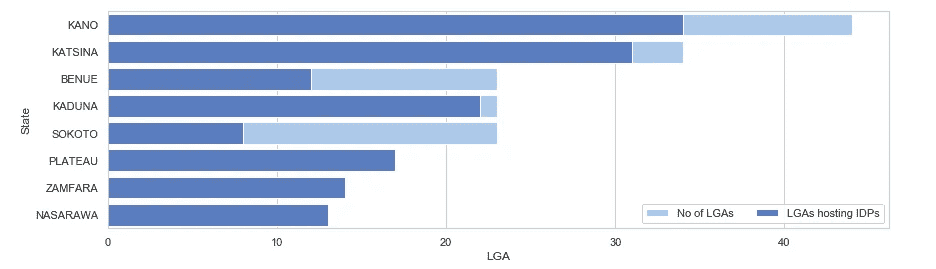 State
KANO
KATSINA
BENUE
KADUNA
SOKOTO
PLATEAU
ZAMFARA
NASARAWA
No of LGAs
LGAs hosting IDPs
0 10 20 30 40
LGA